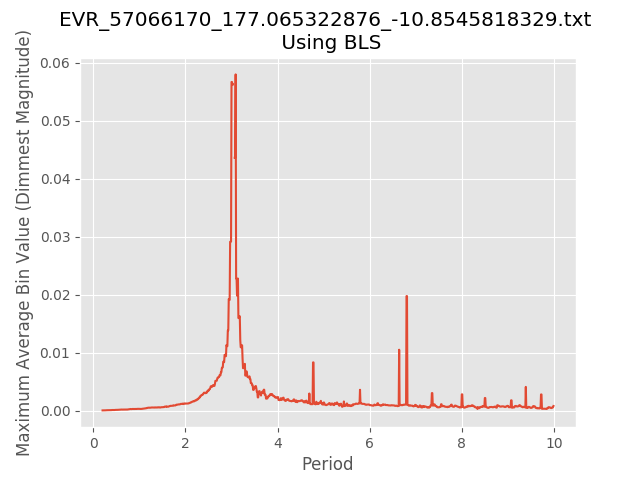 EVR_57066170_177.065322876_-10.8545818329.txt
Using BLS
Maximum Average Bin Value (Dimmest Magnitude)
0.06
0.05
0.04
0.03
0.02
0.01
0.00
0 2 4 6 8 10
Period